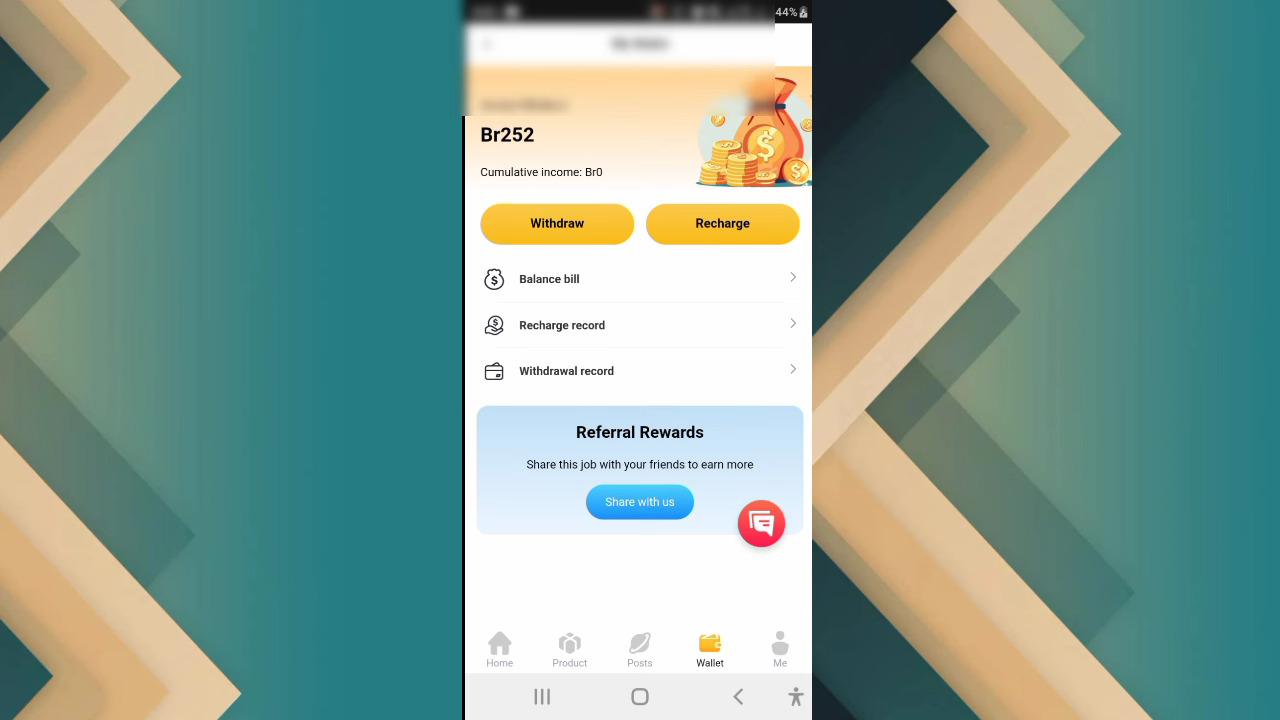 44%
Br252
Cumulative income: Br0
Withdraw
Recharge
Balance bill
Recharge record
Withdrawal record
Referral Rewards
Share this job with your friends to earn more
Share with us
Home
Product
Posts
Wallet
Me